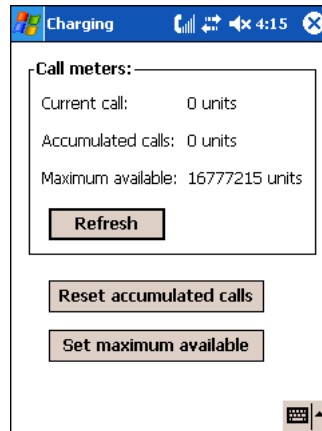 Charging 4:15
Call meters:
Current call: 0 units
Accumulated calls: 0 units
Maximum available: 16777215 units
Refresh
Reset accumulated calls
Set maximum available